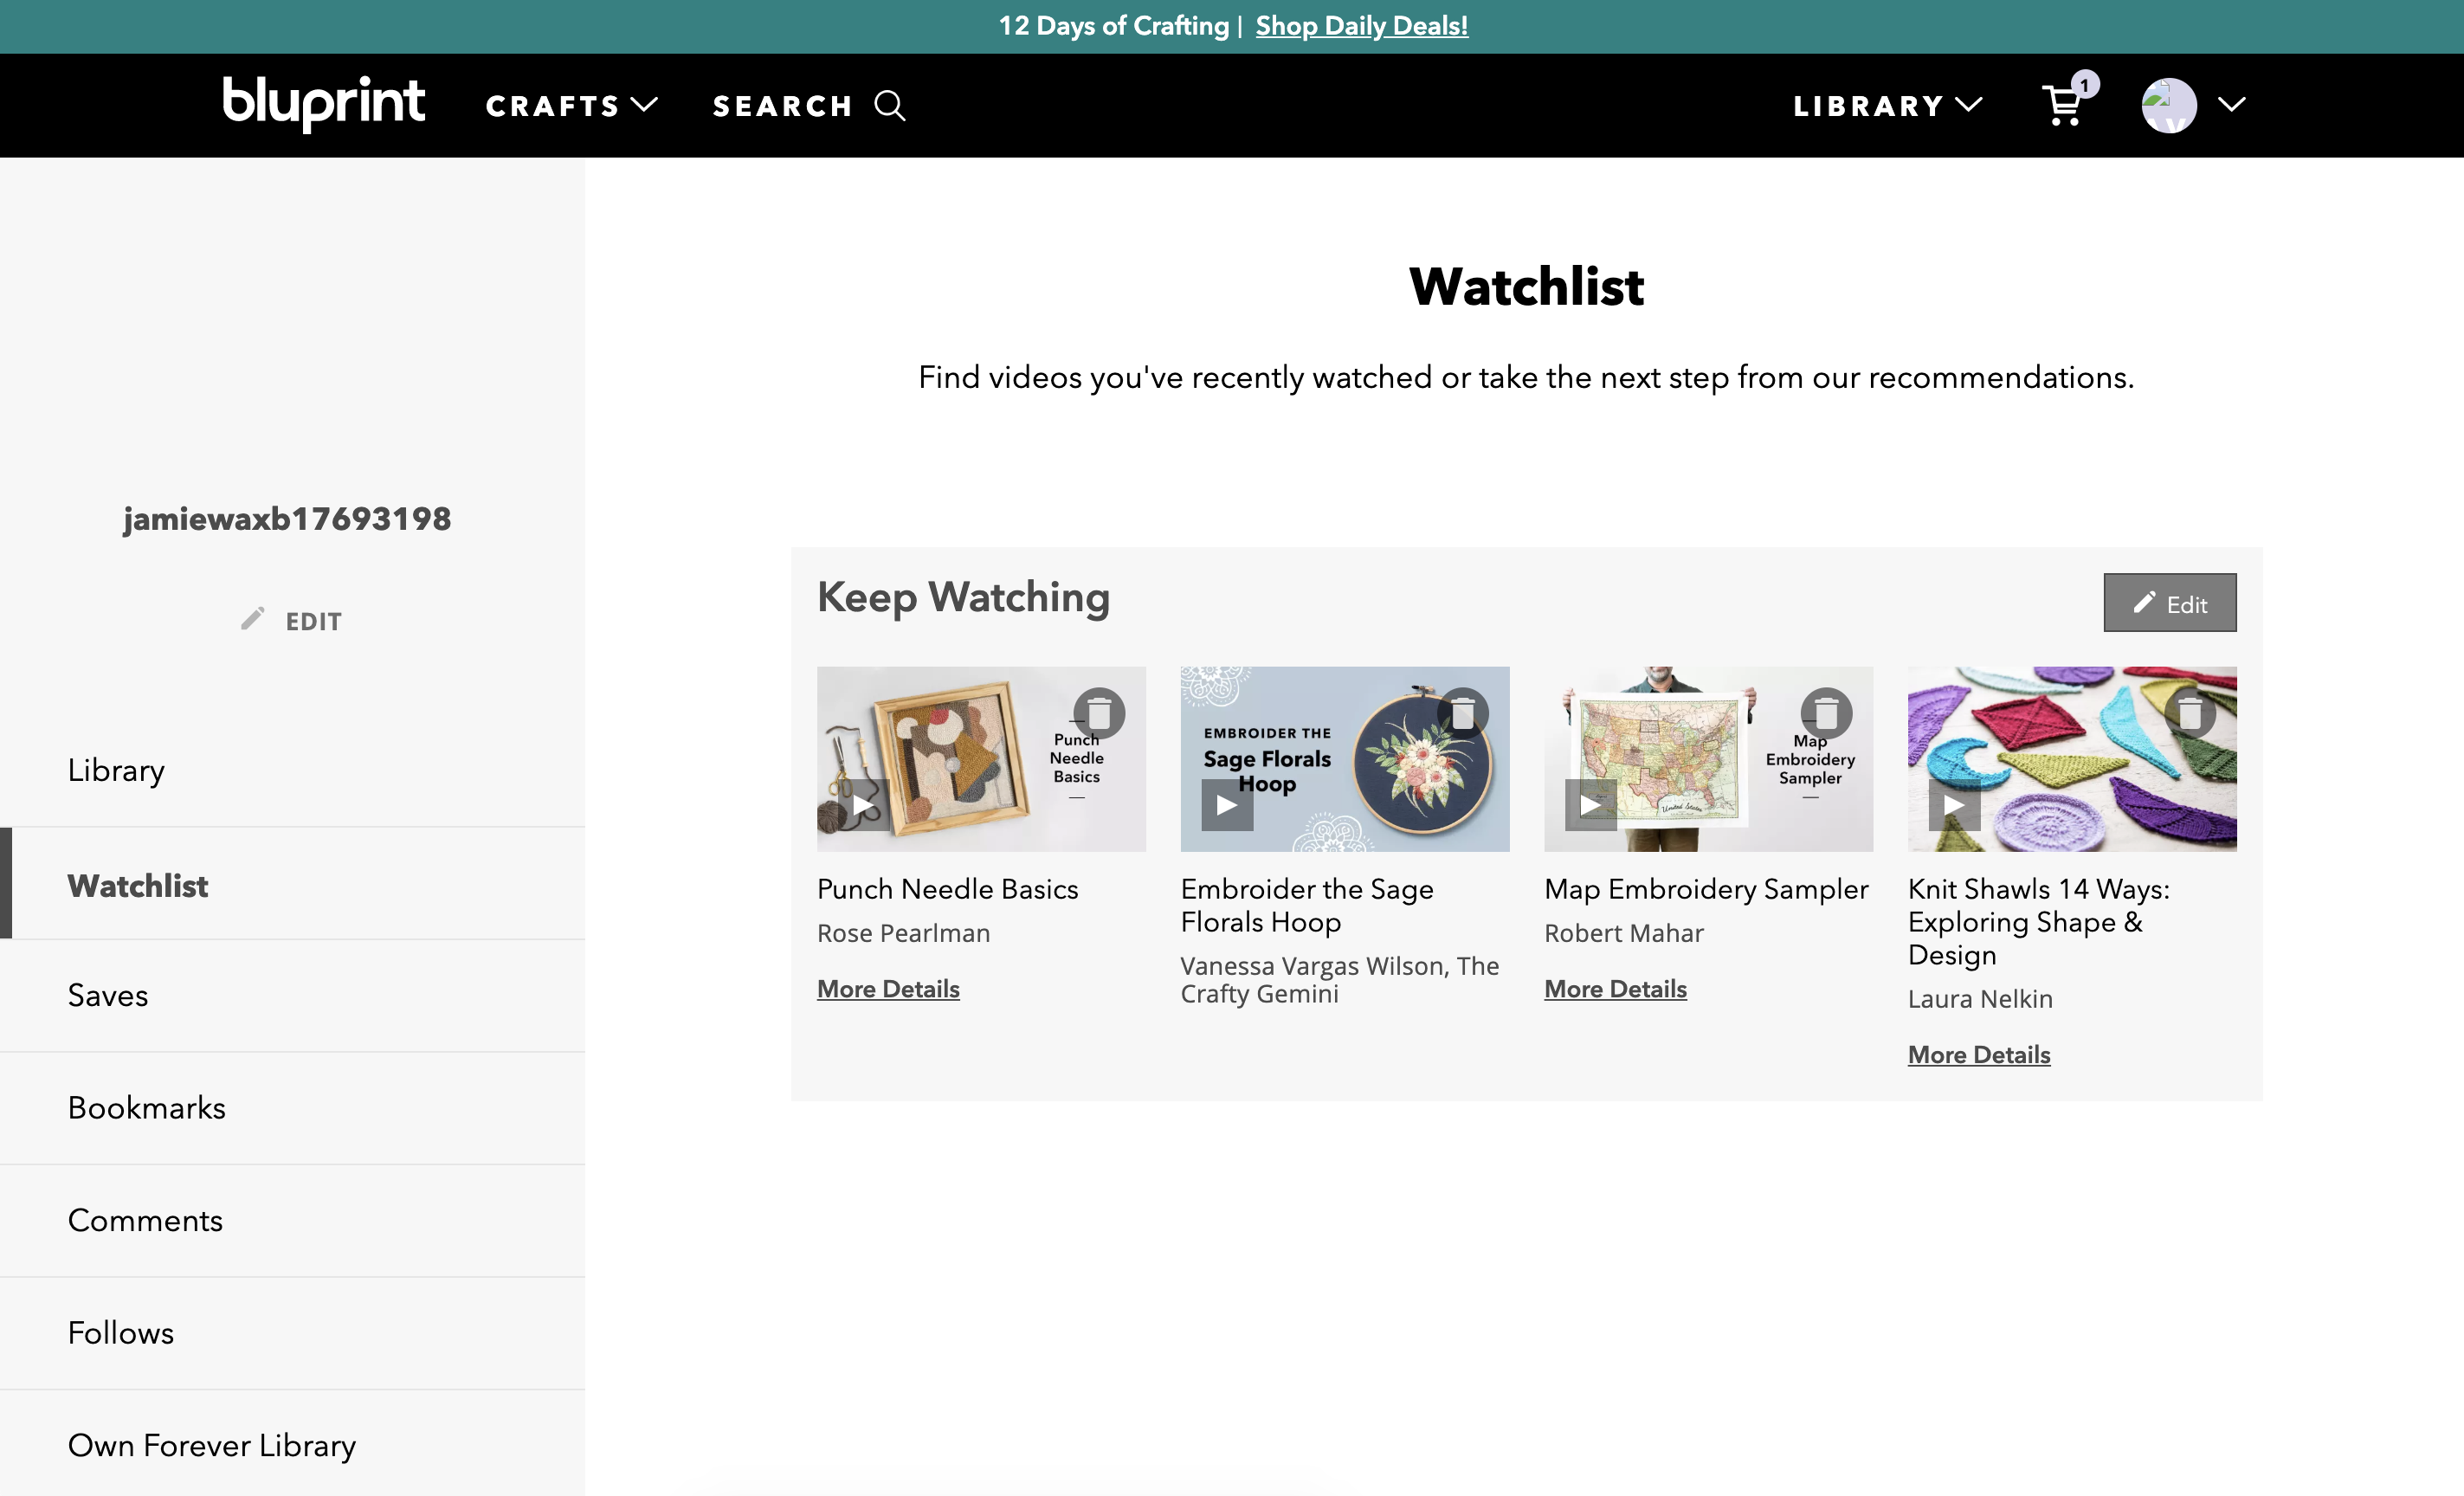 12 Days of Crafting | Shop Daily Deals!
bluprint
CRAFTS
SEARCH
LIBRARY
1
jamiewaxb17693198
EDIT
Library
Watchlist
Saves
Bookmarks
Comments
Follows
Own Forever Library
Watchlist
Find videos you've recently watched or take the next step from our recommendations.
Keep Watching
Edit
Punch
Needle
Basics
Punch Needle Basics
Rose Pearlman
More Details
EMBROIDER THE
Sage Florals
Hoop
Embroider the Sage
Florals Hoop
Vanessa Vargas Wilson, The
Crafty Gemini
United States
Map
Embroidery
Sampler
Map Embroidery Sampler
Robert Mahar
More Details
Knit Shawls 14 Ways:
Exploring Shape &
Design
Laura Nelkin
More Details